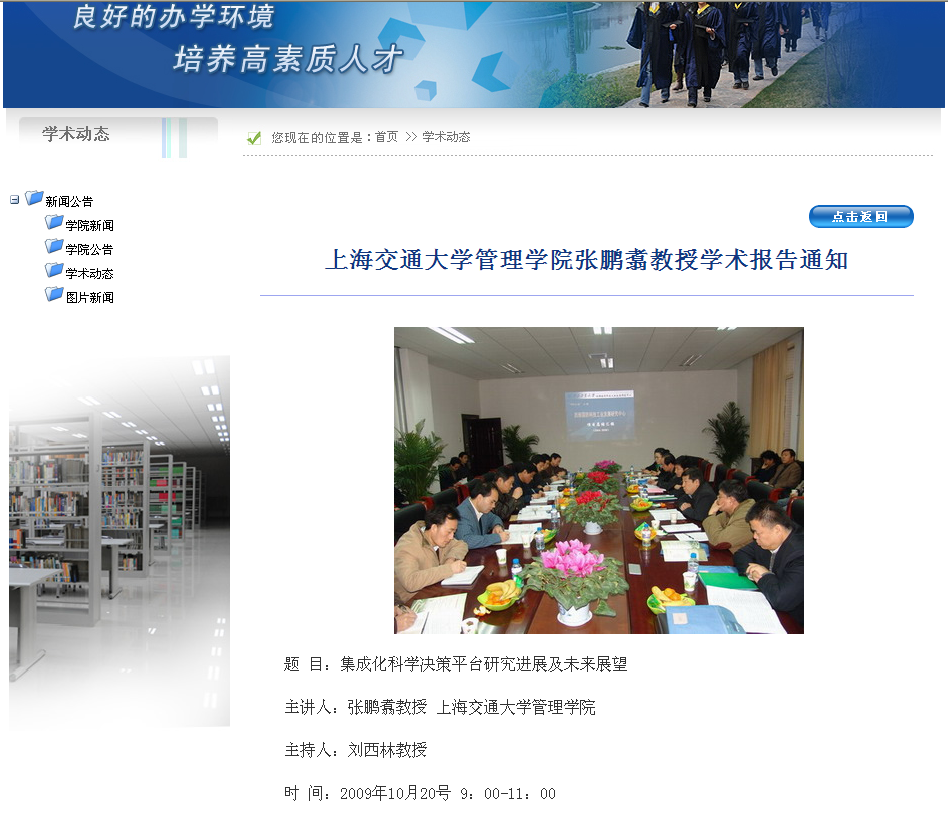 良好的办学环境
培养高素质人才
学术动态
您现在的位置是：首页 >> 学术动态
新闻公告
学院新闻
学院公告
学术动态
图片新闻
点击返回
上海交通大学管理学院张鹏翥教授学术报告通知
题 目：集成化科学决策平台研究进展及未来展望
主讲人：张鹏翥教授 上海交通大学管理学院
主持人：刘西林教授
时 间：2009年10月20号 9：00-11：00